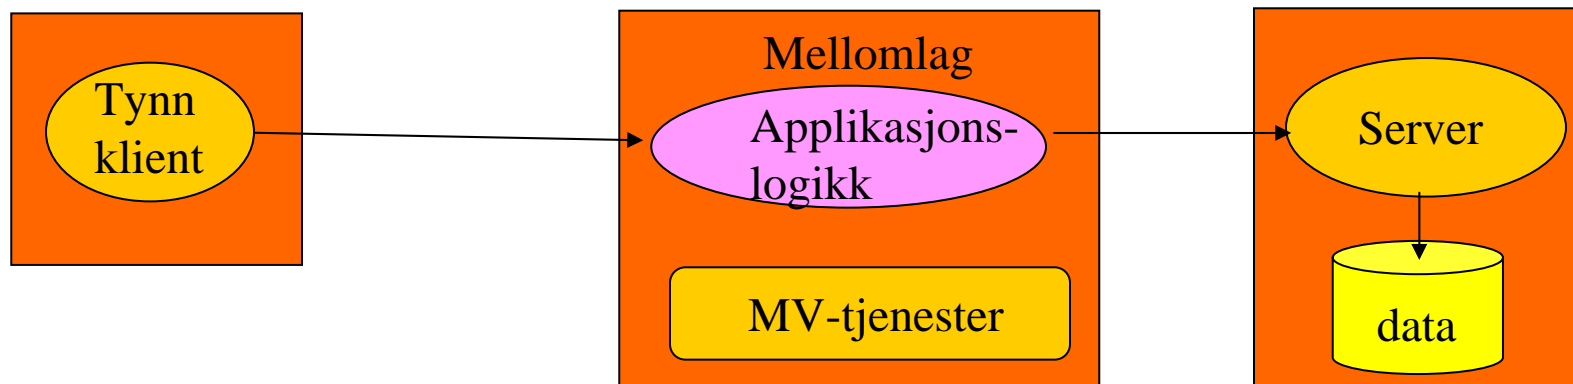 Tynn
klient
Mellomlag
Applikasjons-
logikk
MV-tjenester
Server
data